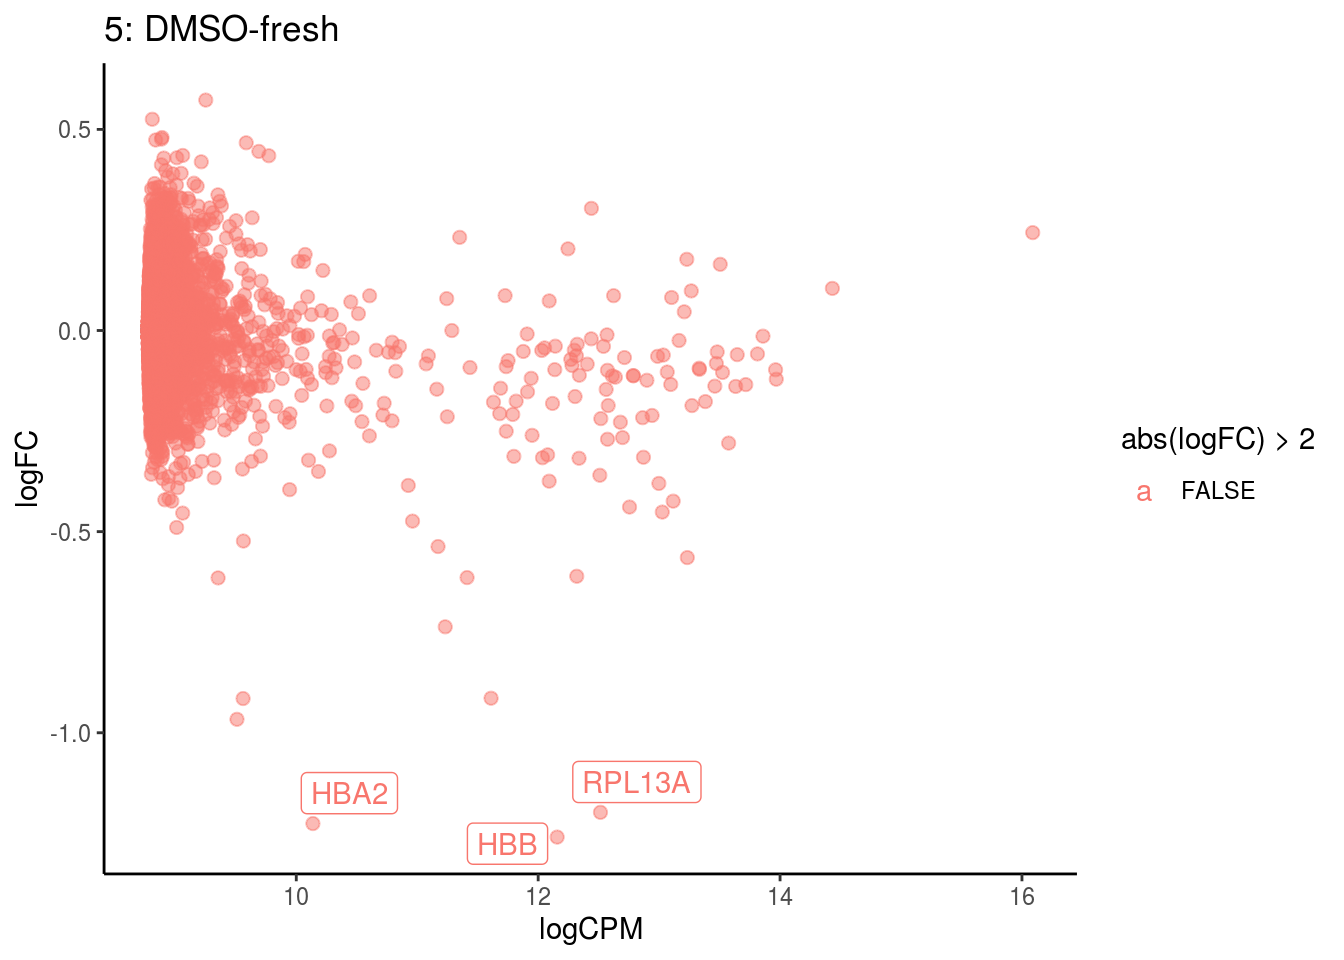 5: DMSO-fresh
0.5
0.0
-0.5
-1.0
logFC
HBA2
RPL13A
HBB
10
12
14
16
logCPM
abs(logFC) > 2
a FALSE